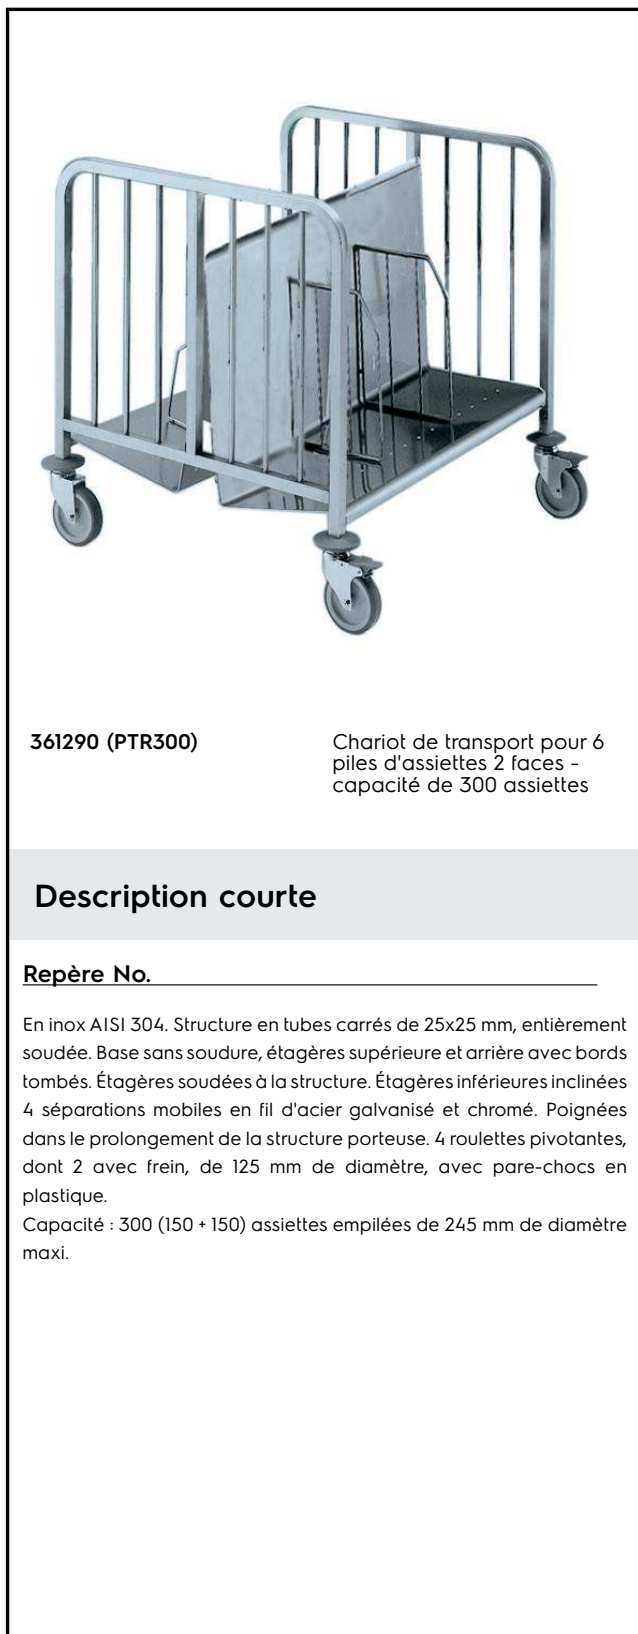 361290 (PTR300)
Chariot de transport pour 6
piles d'assiettes 2 faces -
capacité de 300 assiettes
Description courte
Repère No.
En inox AISI 304. Structure en tubes carrés de 25x25 mm, entièrement
soudée. Base sans soudure, étagères supérieure et arrière avec bords
tombés. Étagères soudées à la structure. Étagères inférieures inclinées
4 séparations mobiles en fil d'acier galvanisé et chromé. Poignées
dans le prolongement de la structure porteuse. 4 roulettes pivotantes,
dont 2 avec frein, de 125 mm de diamètre, avec pare-chocs en
plastique.
Capacité : 300 (150 + 150) assiettes empilées de 245 mm de diamètre
maxi.